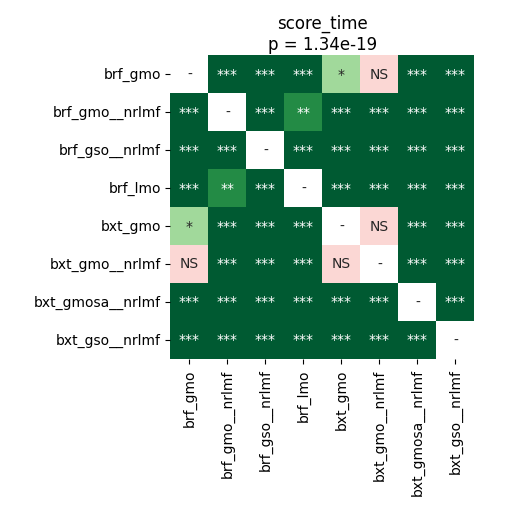 score_time
p = 1.34e-19
brf_gmo - *** *** *** * NS *** ***
brf_gmo__nrlmf *** - *** ** *** *** *** ***
brf_gso__nrlmf *** *** - *** *** *** *** ***
brf_lmo *** ** *** - *** *** *** ***
bxt_gmo * *** *** *** - NS *** ***
bxt_gmo__nrlmf NS *** *** *** NS - *** ***
bxt_gmosa__nrlmf *** *** *** *** *** *** - ***
bxt_gso__nrlmf *** *** *** *** *** *** *** -
brf_gmo
brf_gmo__nrlmf
brf_gso__nrlmf
brf_lmo
bxt_gmo
bxt_gmo__nrlmf
bxt_gmosa__nrlmf
bxt_gso__nrlmf